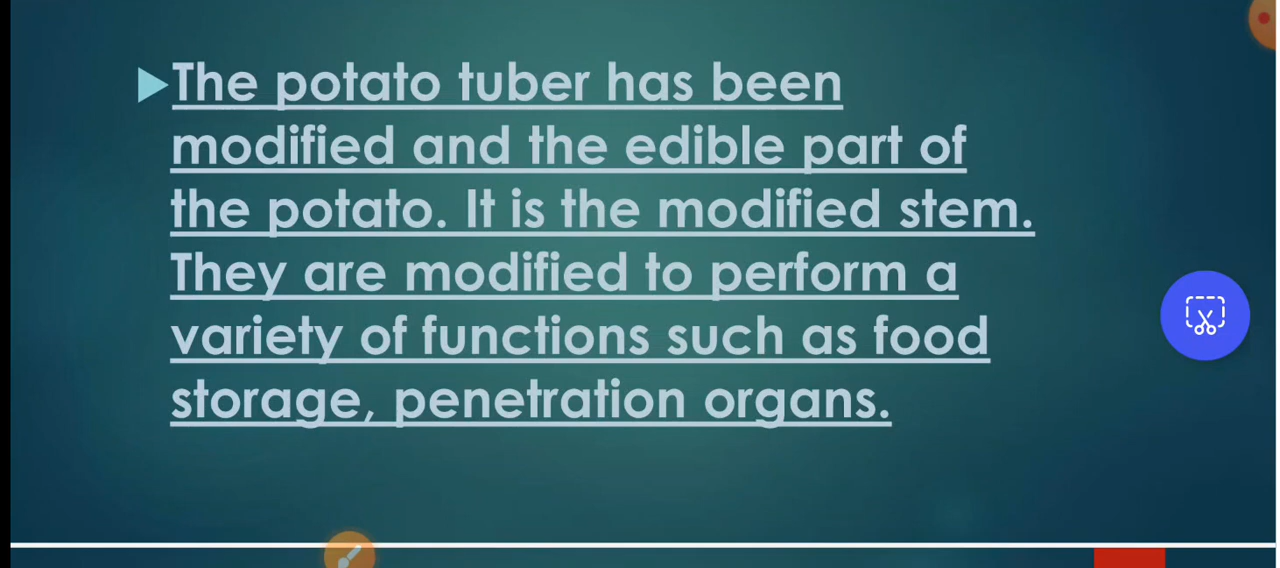 The potato tuber has been
modified and the edible part of
the potato. It is the modified stem.
They are modified to perform a
variety of functions such as food
storage, penetration organs.